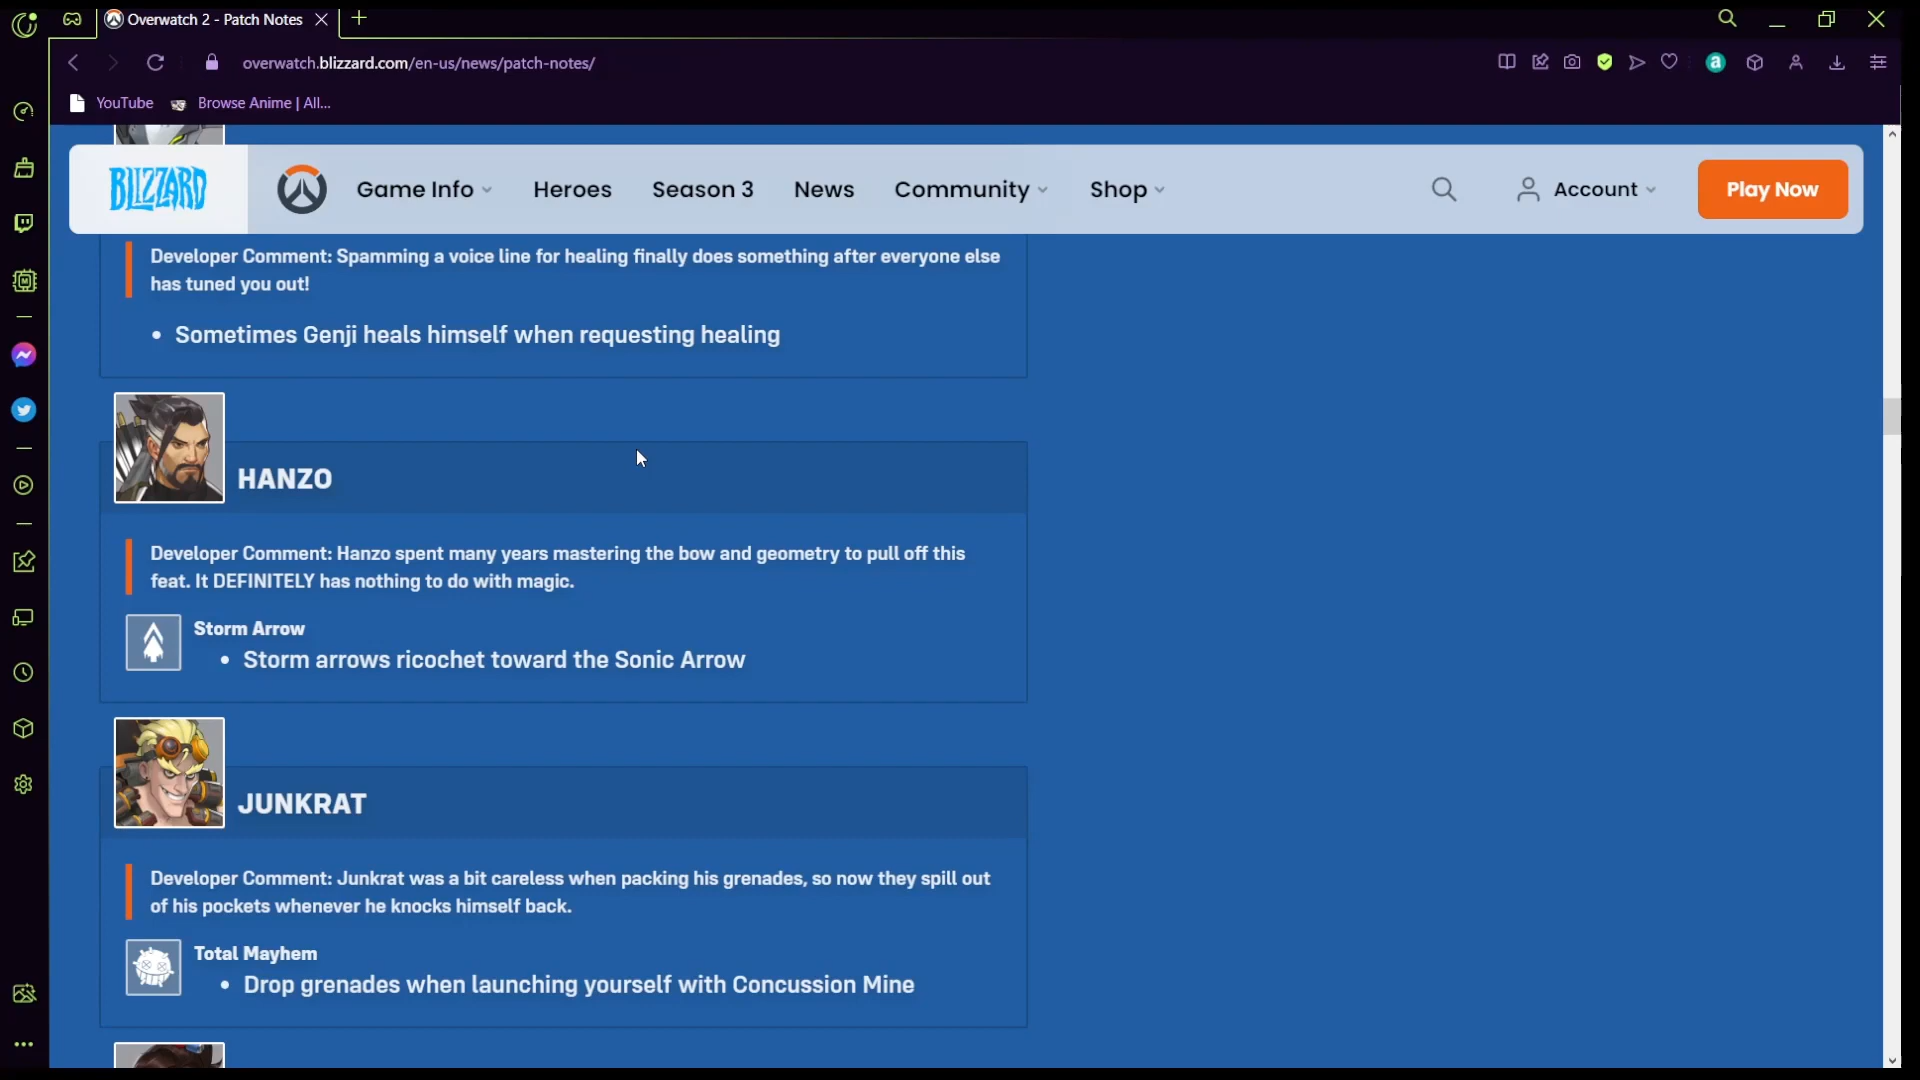 Overwatch 2 - Patch Notes
overwatch.blizzard.com/en-us/news/patch-notes/
YouTube
Browse Anime | All...
BLIZZARD
Game Info
Heroes
Season 3
News
Community
Shop
Account
Play Now
Developer Comment: Spamming a voice line for healing finally does something after everyone else
has tuned you out!
• Sometimes Genji heals himself when requesting healing
HANZO
Developer Comment: Hanzo spent many years mastering the bow and geometry to pull off this
feat. It DEFINITELY has nothing to do with magic.
Storm Arrow
• Storm arrows ricochet toward the Sonic Arrow
JUNKRAT
Developer Comment: Junkrat was a bit careless when packing his grenades, so now they spill out
of his pockets whenever he knocks himself back.
Total Mayhem
• Drop grenades when launching yourself with Concussion Mine